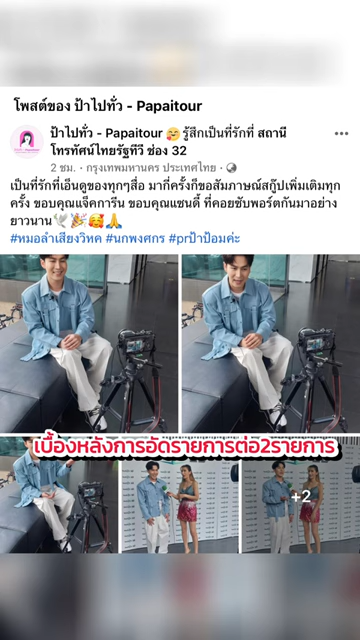 โพสต์ของ ป้าไปทั่ว - Papaitour
ป้าไปทั่ว - Papaitour 🥰 รู้สึกเป็นที่รักที่ สถานี
โทรทัศน์ไทยรัฐทีวี ช่อง 32
2 ชม. · กรุงเทพมหานคร ประเทศไทย ·
เป็นที่รักที่เอ็นดูของทุกๆสื่อ มากี่ครั้งก็ขอสัมภาษณ์สกู๊ปเพิ่มเติมทุก
ครั้ง ขอบคุณแจ็คการีน ขอบคุณแซนดี้ ที่คอยซับพอร์ตกันมาอย่าง
ยาวนาน🕊️🎉🥰🙏
#หมอลำเสียงวิหค #นกพงศกร #prป้าป้อมค่ะ
เบื้องหลังการอัดรายการต่อ2รายการ
+2